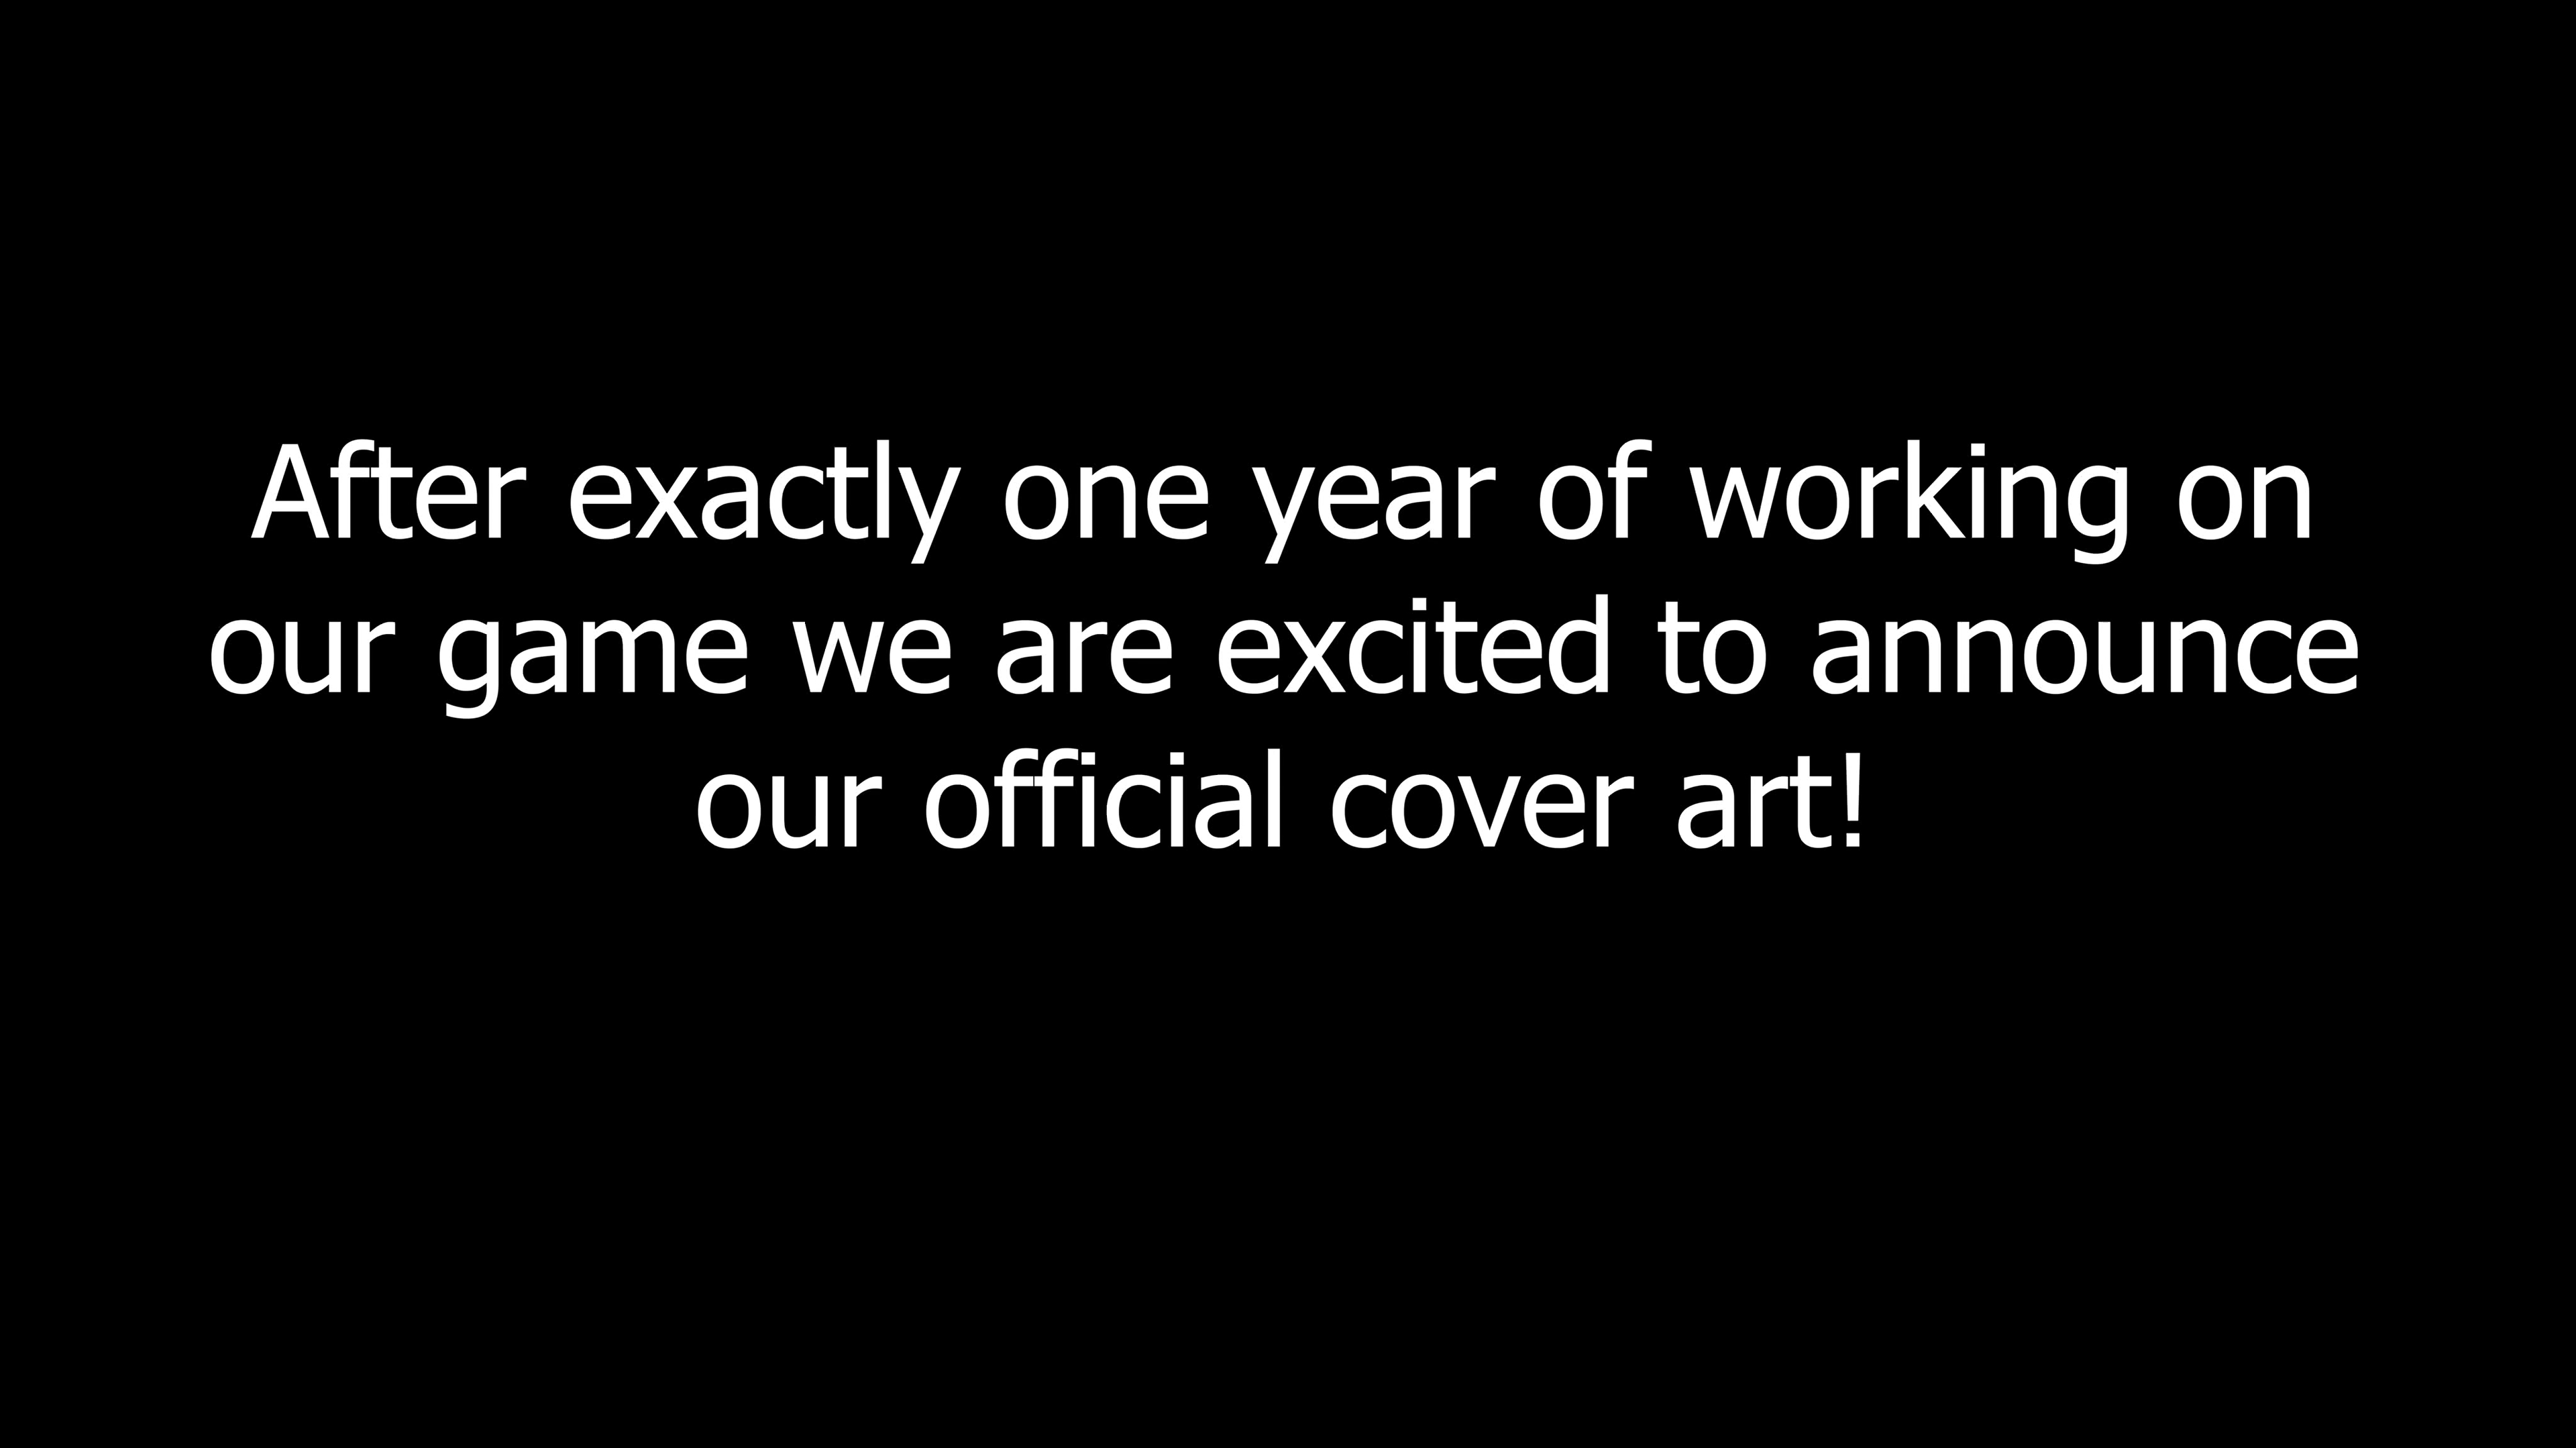 After exactly one year of working on
our game we are excited to announce
our official cover art!